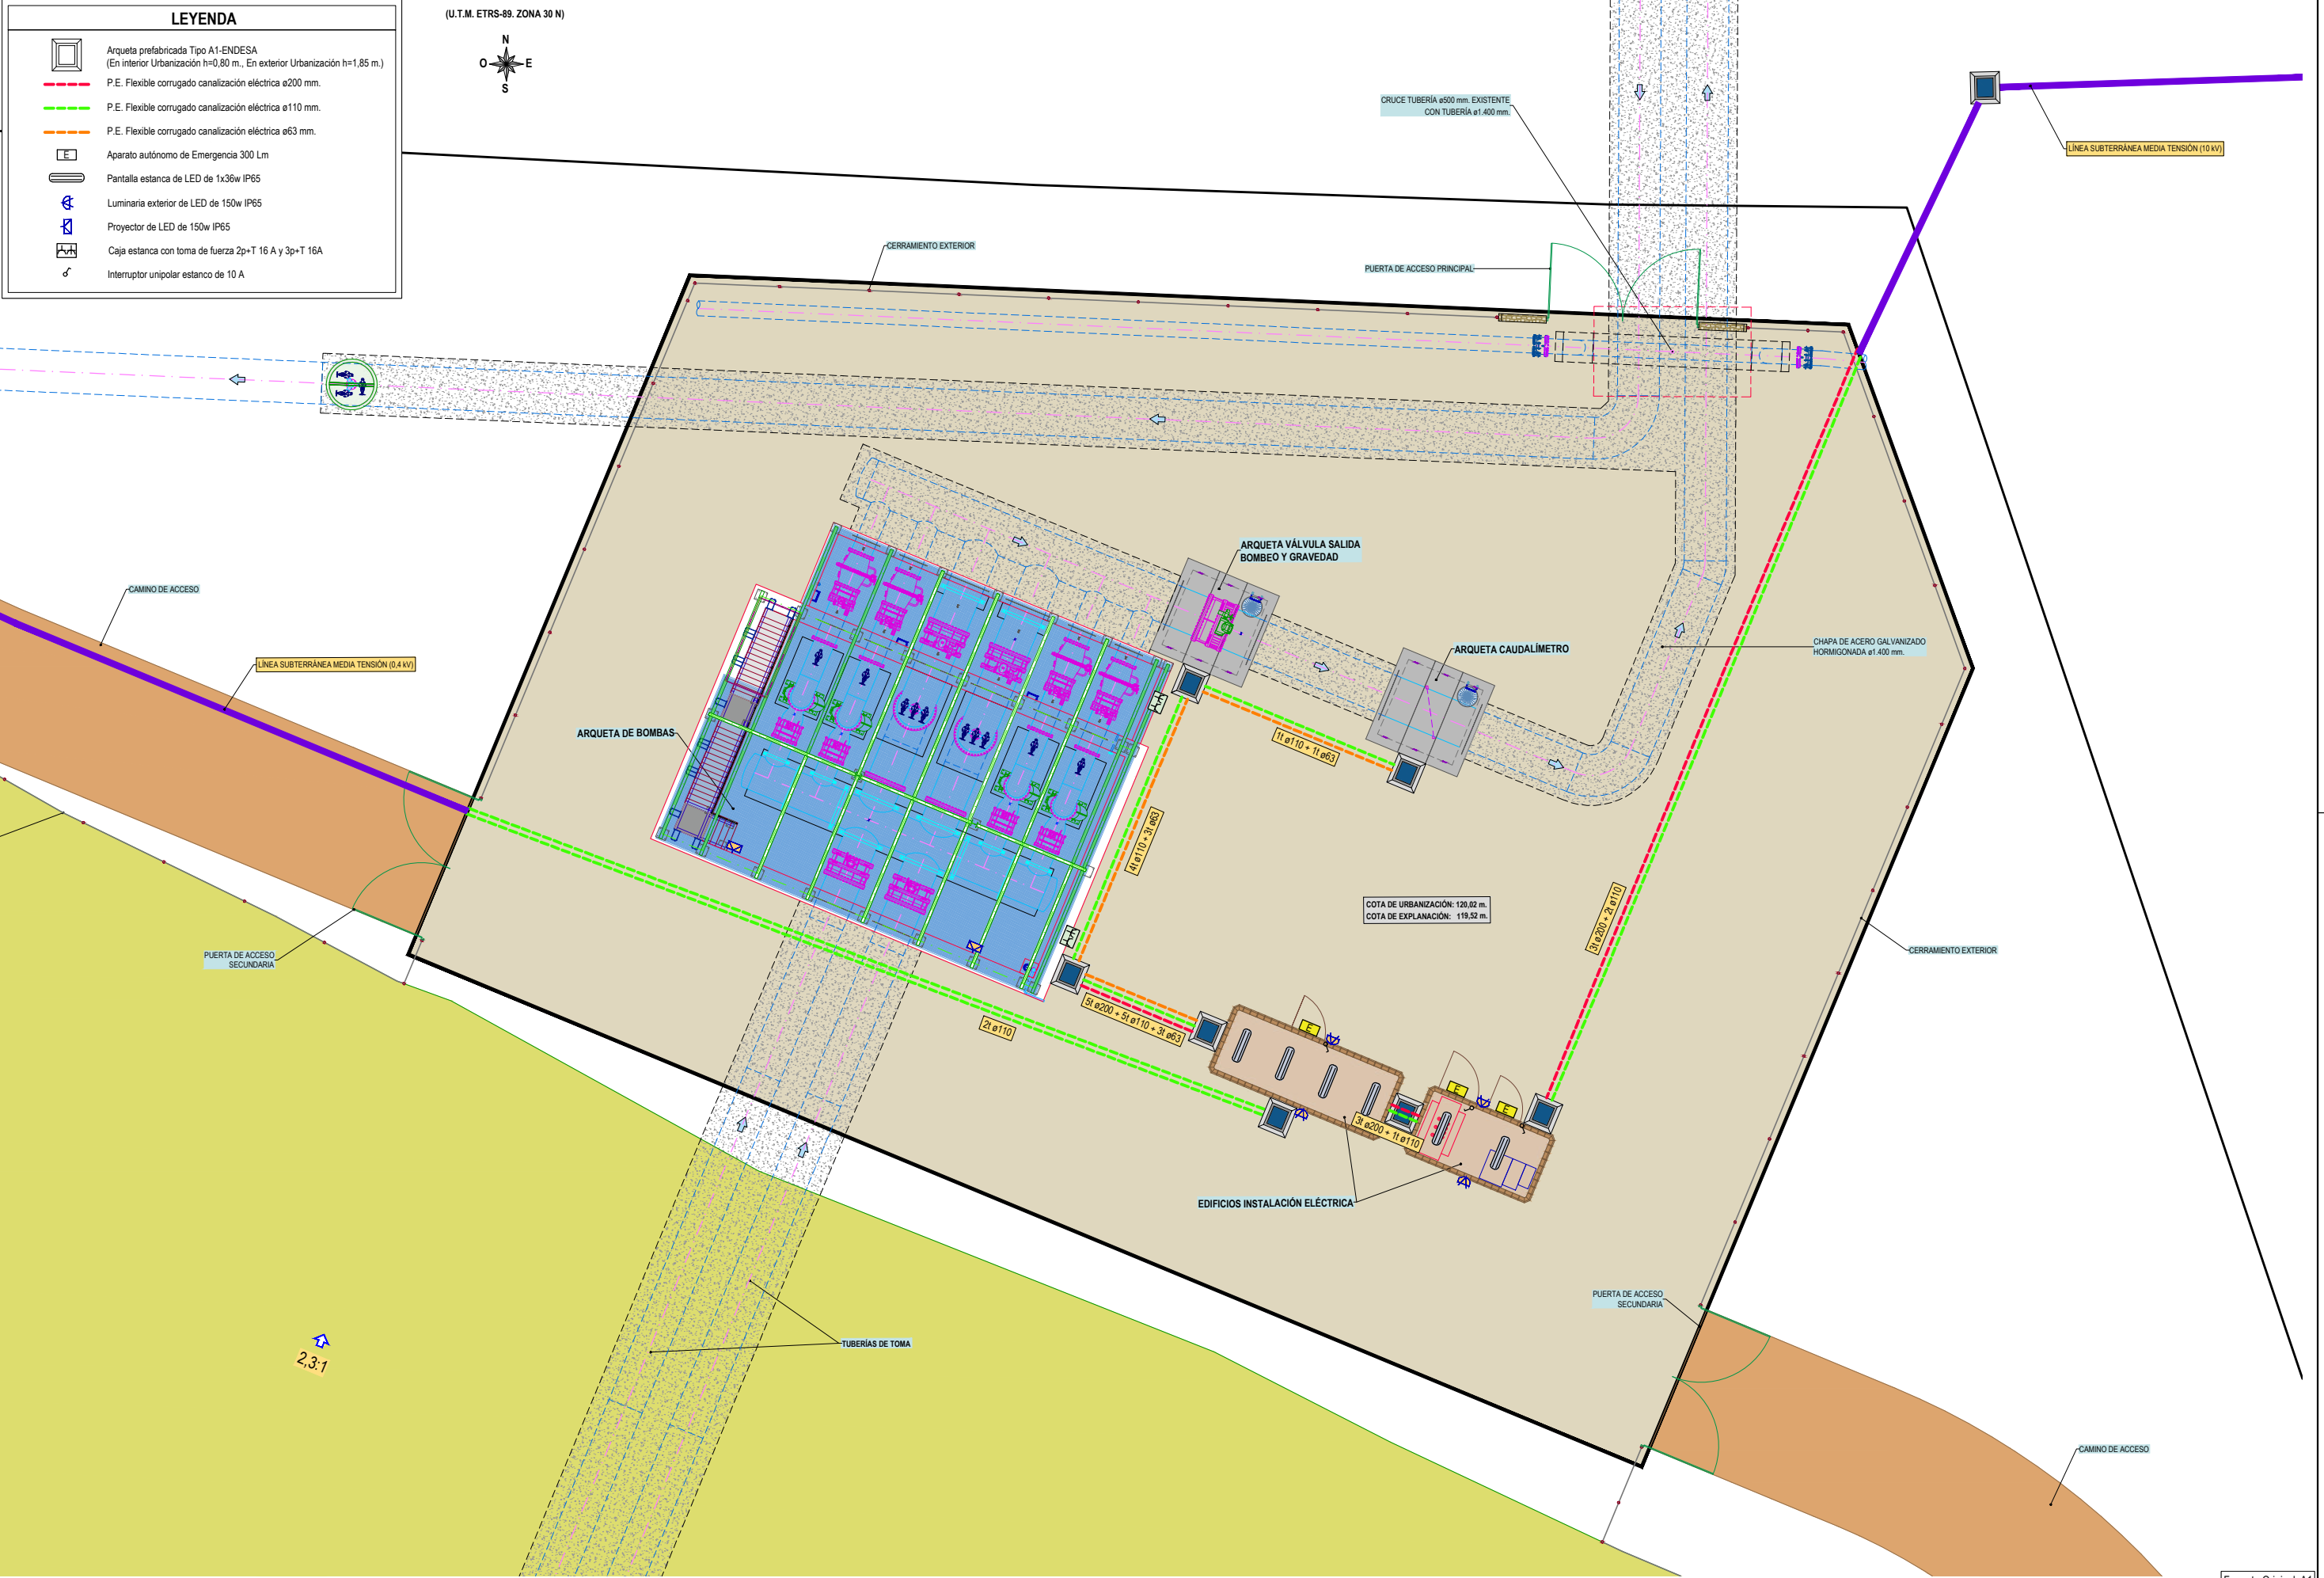 LEYENDA
Arqueta prefabricada Tipo A1-ENDESA
(En interior Urbanización h=0,80 m., En exterior Urbanización h=1,85 m.)
P.E. Flexible corrugado canalización eléctrica ø200 mm.
P.E. Flexible corrugado canalización eléctrica ø110 mm.
P.E. Flexible corrugado canalización eléctrica ø63 mm.
E
Aparato autónomo de Emergencia 300 Lm
Pantalla estanca de LED de 1x36w IP65
Luminaria exterior de LED de 150w IP65
Proyector de LED de 150w IP65
Caja estanca con toma de fuerza 2p+T 16 A y 3p+T 16A
Interruptor unipolar estanco de 10 A
(U.T.M. ETRS-89. ZONA 30 N)
N
O
E
S
CRUCE TUBERÍA ø500 mm. EXISTENTE
CON TUBERÍA ø1.400 mm.
LÍNEA SUBTERRÁNEA MEDIA TENSIÓN (10 kV)
CERRAMIENTO EXTERIOR
PUERTA DE ACCESO PRINCIPAL
ARQUETA VÁLVULA SALIDA
BOMBEO Y GRAVEDAD
CAMINO DE ACCESO
LÍNEA SUBTERRÁNEA MEDIA TENSIÓN (0,4 kV)
ARQUETA CAUDALÍMETRO
CHAPA DE ACERO GALVANIZADO
HORMIGONADA ø1.400 mm.
ARQUETA DE BOMBAS
1t ø110 + 1t ø63
4t ø110 + 3t ø63
COTA DE URBANIZACIÓN: 120,02 m.
COTA DE EXPLANACIÓN: 119,52 m.
3t ø200 + 2t ø110
CERRAMIENTO EXTERIOR
PUERTA DE ACCESO
SECUNDARIA
5t ø200 + 5t ø110 + 3t ø63
2t ø110
E
E
E
3t ø200 + 1t ø110
EDIFICIOS INSTALACIÓN ELÉCTRICA
PUERTA DE ACCESO
SECUNDARIA
TUBERÍAS DE TOMA
2,3:1
CAMINO DE ACCESO